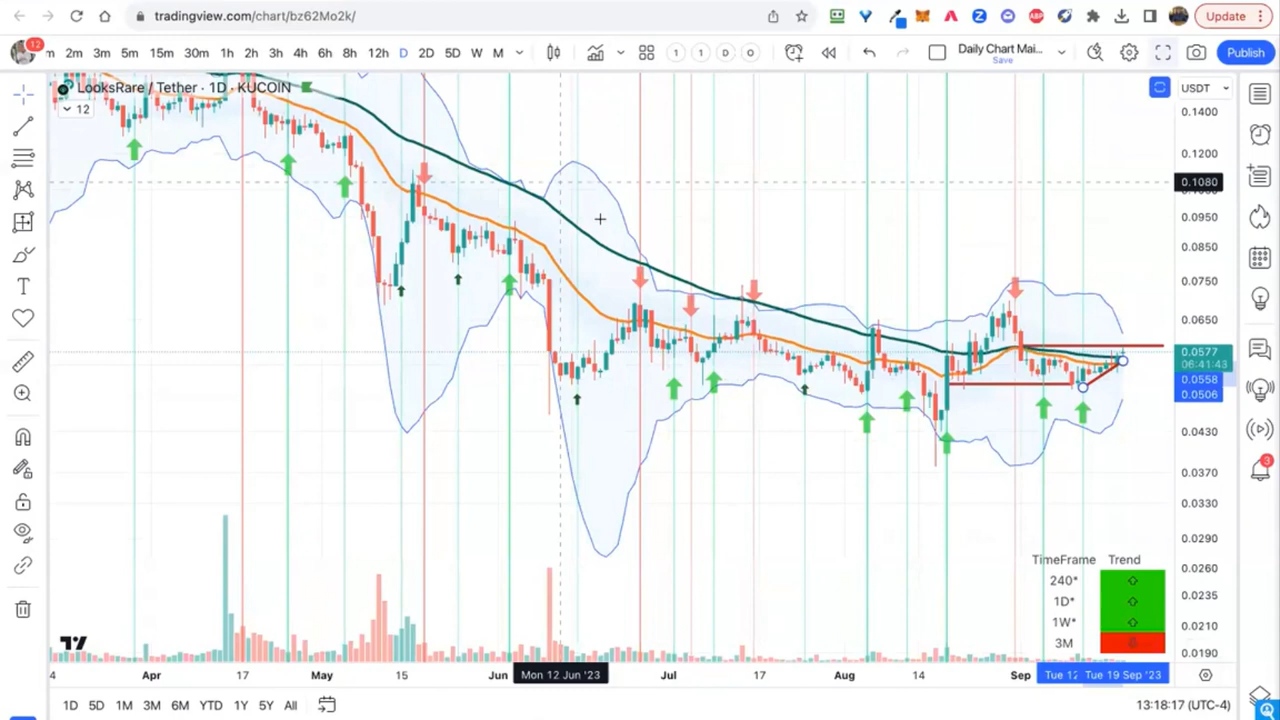 tradingview.com/chart/bz62Mo2k/
Update
12
m 2m 3m 5m 15m 30m 1h 2h 3h 6h 8h 12h D 2D 5D W M
1 1 D O
Daily Chart Mai...
Save
Publish
LooksRare / Tether · 1D · KUCOIN
12
USDT
0.1400
0.1200
0.1080
0.0950
0.0850
0.0750
0.0650
0.0577
06:41:43
0.0558
0.0506
0.0430
0.0370
0.0330
0.0290
0.0260
0.0235
0.0210
0.0190
ABP
3
TimeFrame Trend
240*
1D*
1W*
3M
4 Apr 17 May 15 Jun Mon 12 Jun '23 Jul 17 Aug 14 Sep Tue 12 Tue 19 Sep '23
1D 5D 1M 3M 6M YTD 1Y 5Y All
13:18:17 (UTC-4)